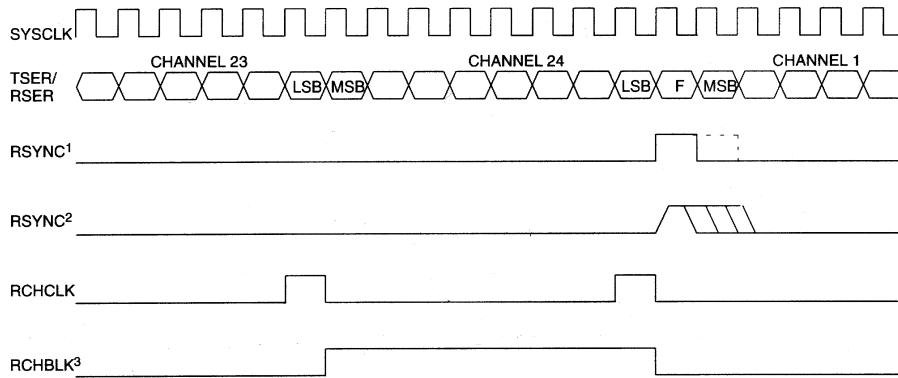 SYSCLK
TSER/
RSER
CHANNEL 23
CHANNEL 24
CHANNEL 1
LSB MSB LSB F MSB
RSYNC¹
RSYNC²
RCHCLK
RCHBLK³